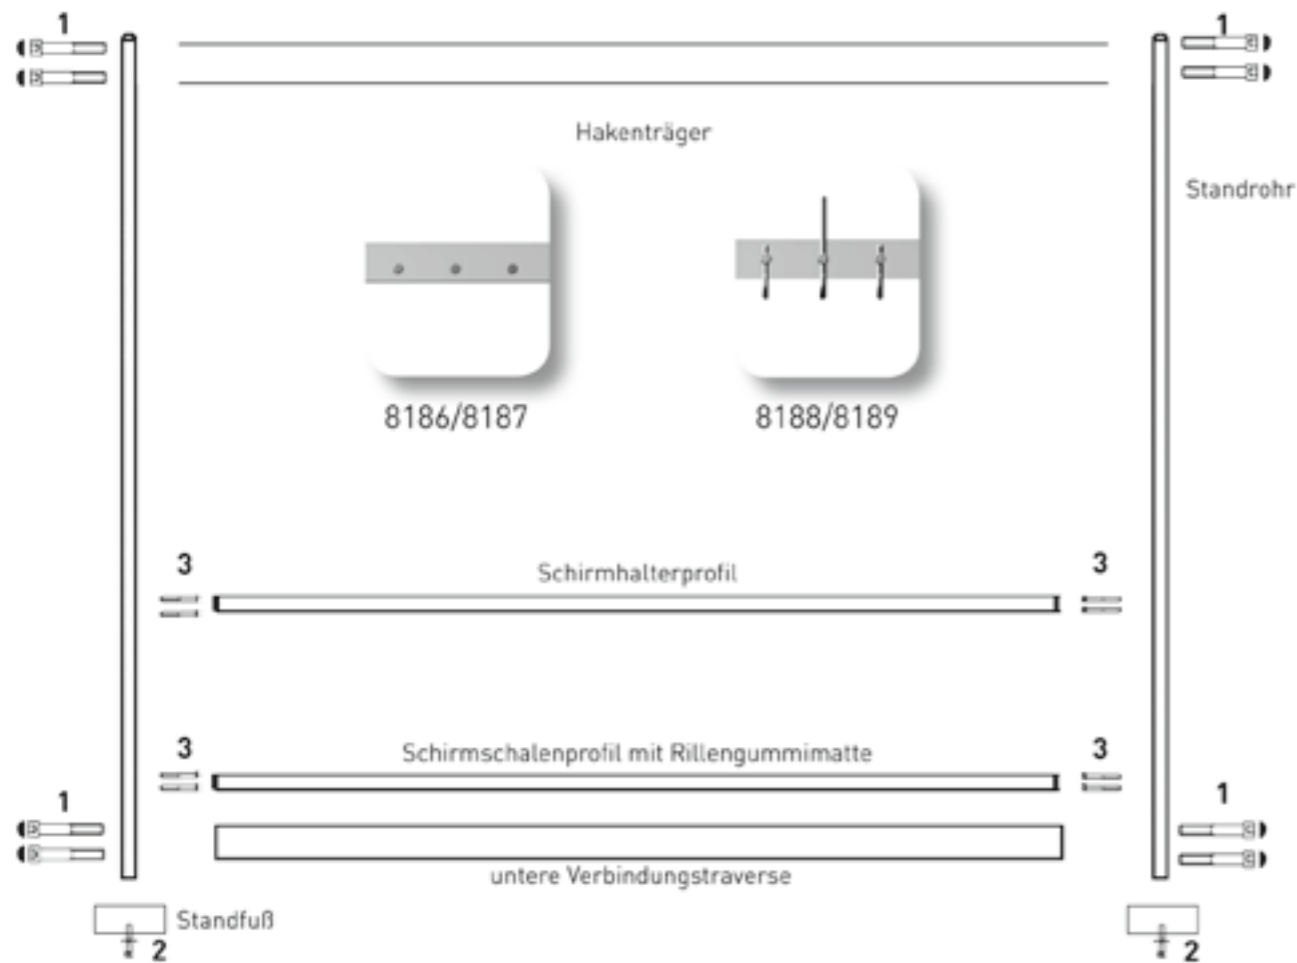 1
1
Hakenträger
Standrohr
8186/8187
8188/8189
3
Schirmhalterprofil
3
3
Schirmschalenprofil mit Rillengummimatte
3
1
1
untere Verbindungstraverse
Standfuß
2
2